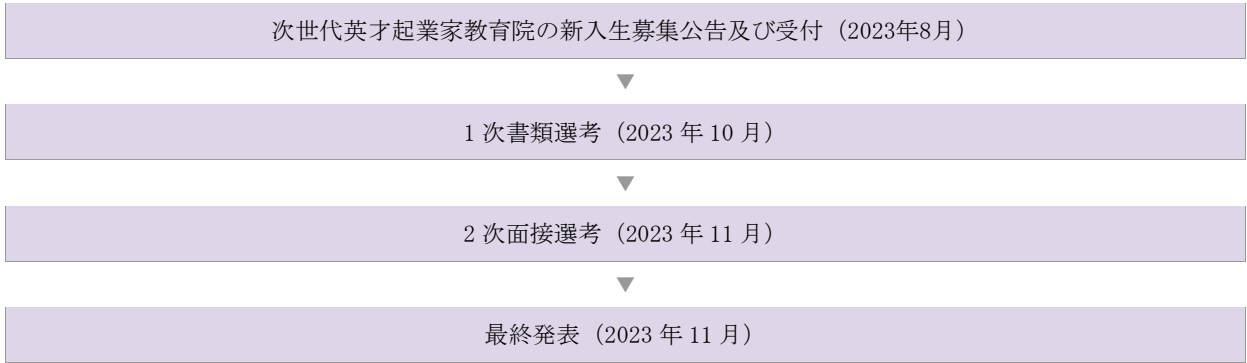 次世代英才起業家教育院の新入生募集公告及び受付（2023年8月）
▼
1 次書類選考（2023 年 10 月）
▼
2 次面接選考（2023 年 11 月）
▼
最終発表（2023 年 11 月）